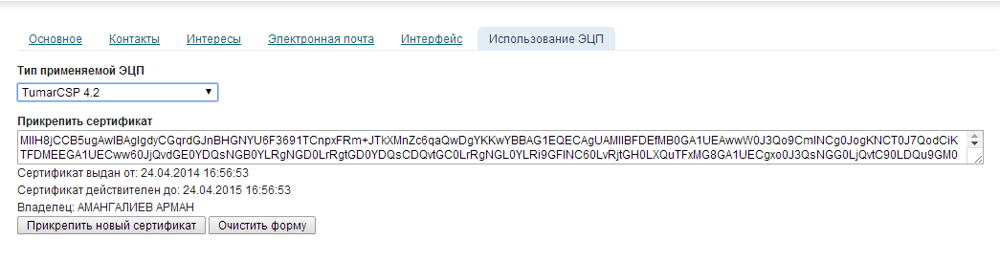 Основное Контакты Интересы Электронная почта Интерфейс Использование ЭЦП
Тип применяемой ЭЦП
TumarCSP 4.2
Прикрепить сертификат
MIIH8jCCB5ugAwIBAgIgdyCGqrdGJnBHGNYU6F3691TCnpxFRm+JTkXMnZc6qaQwDgYKKwYBBAG1EQECAgUAMIIBFDEfMB0GA1UEAwwW0J3Qo9CmINCg0JogKNCT0J7QodCiK
TFDMEEGA1UECww60JjQvdGE0YDQsNGB0YLRgNGD0LrRgtGD0YDQsCDQvtGC0LrRgNGL0YLRi9GFINC60LvRjtGH0LXQuTFxMG8GA1UECgxo0J3QsNGG0LjQvtC90LDQu9GM0
Сертификат выдан от: 24.04.2014 16:56:53
Сертификат действителен до: 24.04.2015 16:56:53
Владелец: АМАНГАЛИЕВ АРМАН
Прикрепить новый сертификат Очистить форму